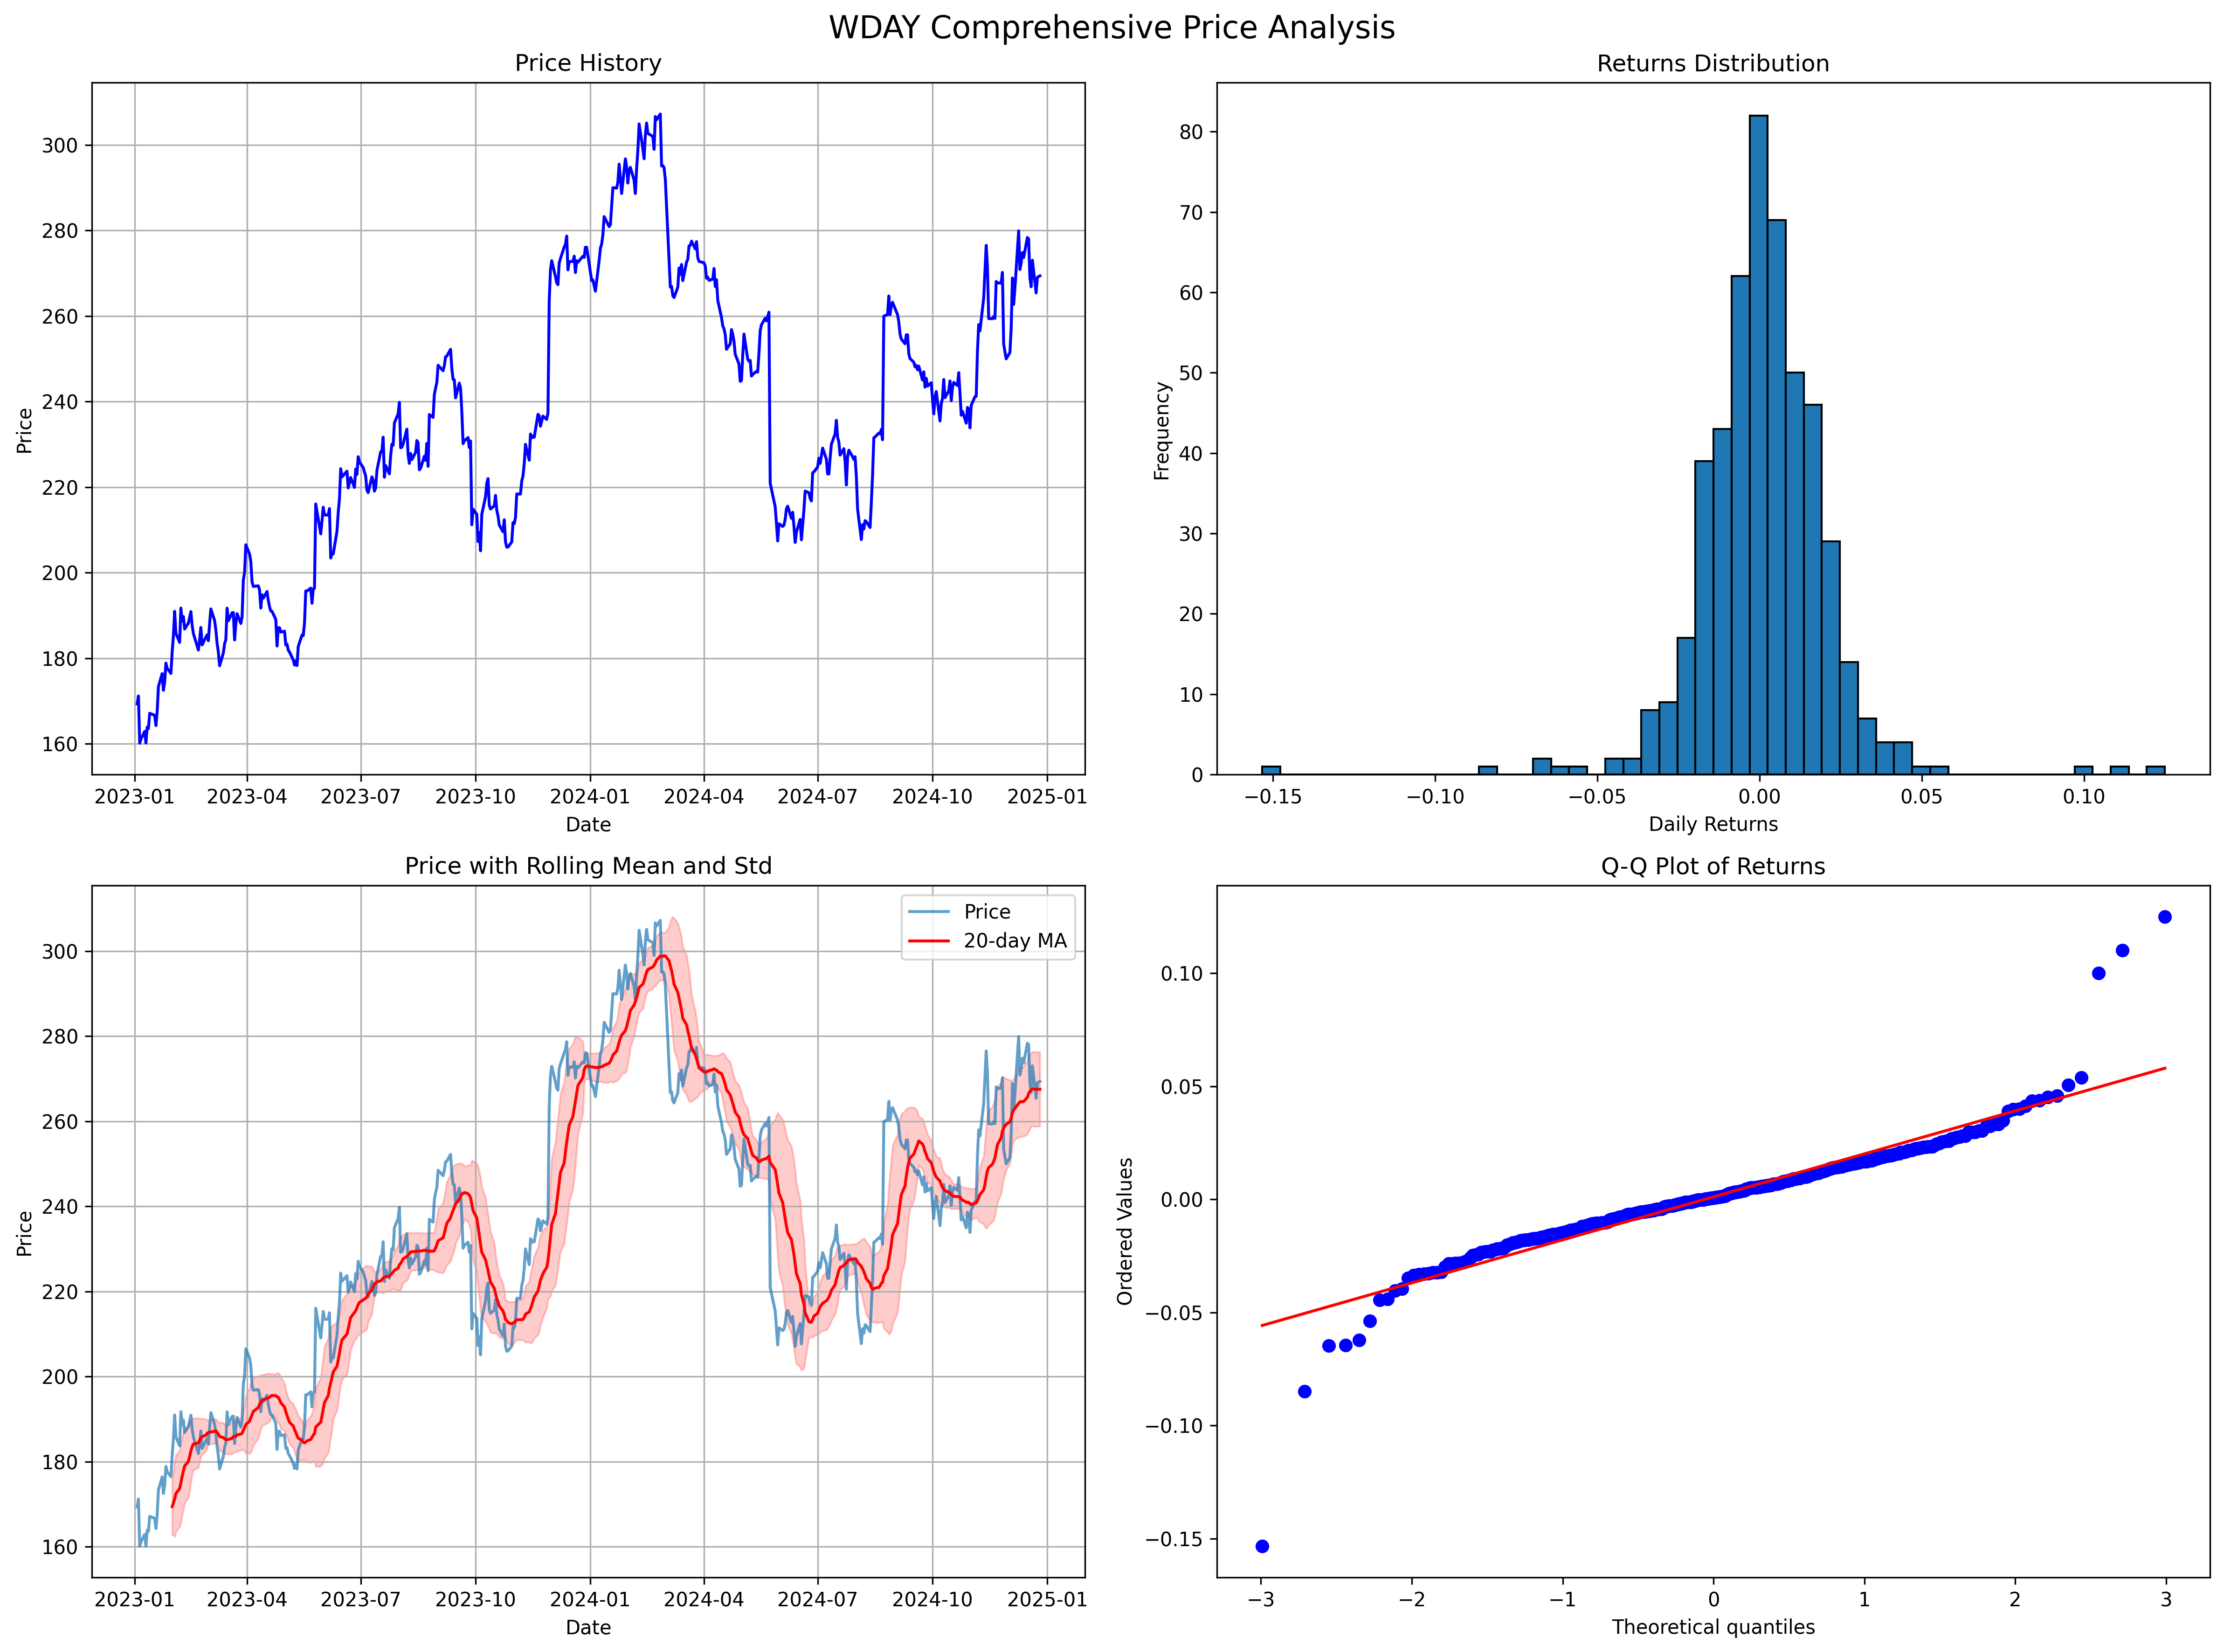 WDAY Comprehensive Price Analysis
Price History
Price
300
280
260
240
220
200
180
160
2023-01 2023-04 2023-07 2023-10 2024-01 2024-04 2024-07 2024-10 2025-01
Date
Returns Distribution
Frequency
80
70
60
50
40
30
20
10
0
−0.15 −0.10 −0.05 0.00 0.05 0.10
Daily Returns
Price with Rolling Mean and Std
Price
20-day MA
Price
300
280
260
240
220
200
180
160
2023-01 2023-04 2023-07 2023-10 2024-01 2024-04 2024-07 2024-10 2025-01
Date
Q-Q Plot of Returns
Ordered Values
0.10
0.05
0.00
−0.05
−0.10
−0.15
−3 −2 −1 0 1 2 3
Theoretical quantiles